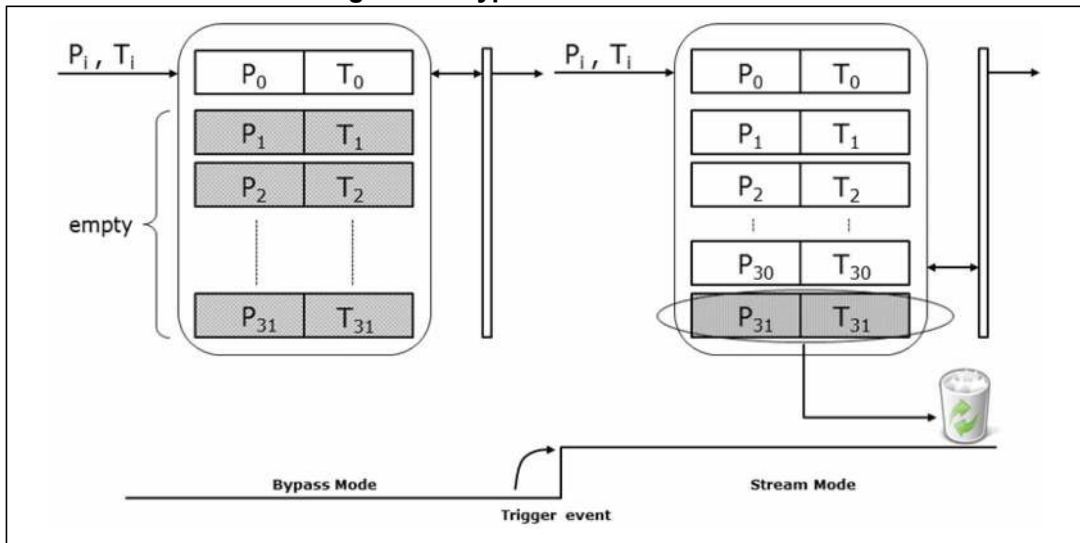 P_i , T_i
P_0 T_0
P_1 T_1
P_2 T_2
empty
P_31 T_31
P_i , T_i
P_0 T_0
P_1 T_1
P_2 T_2
P_30 T_30
P_31 T_31
Bypass Mode
Trigger event
Stream Mode